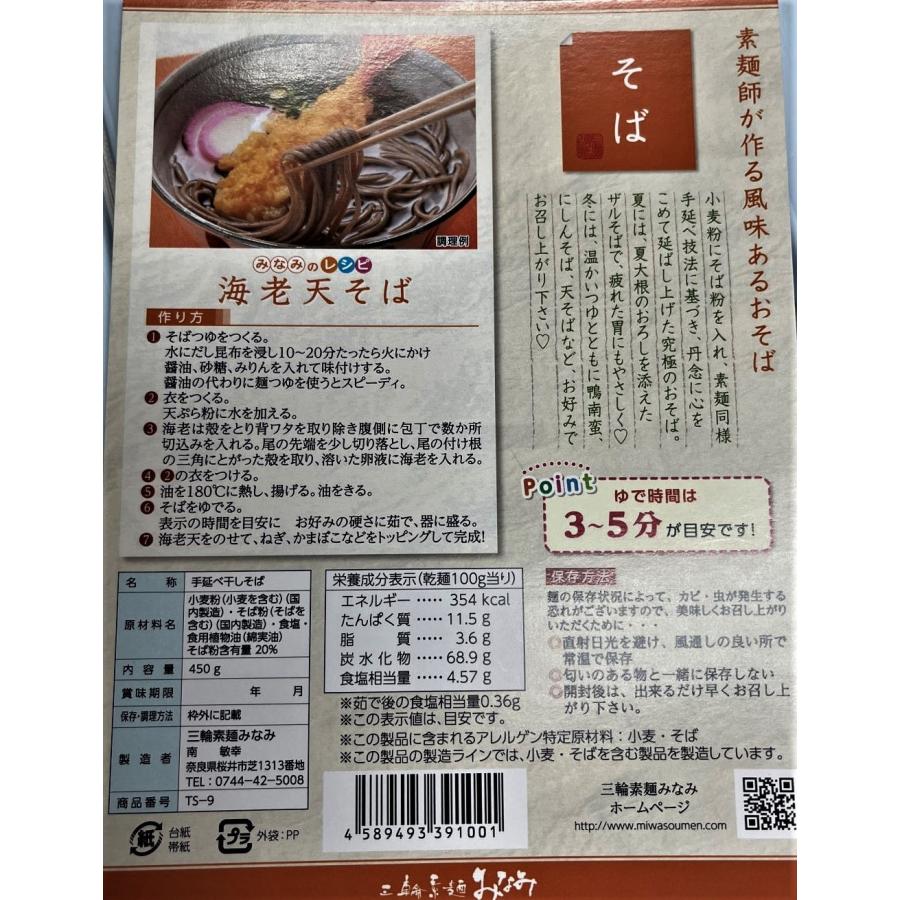 素麺師が作る風味あるおそば
そば
小麦粉にそば粉を入れ、素麺同様
手延べ技法に基づき、丹念に心を
こめて延ばし上げた究極のおそば。
夏には、夏大根のおろしを添えた
ザルそばで、疲れた胃にもやさしく♡
冬には、温かいつゆとともに鴨南蛮、
にしんそば、天そばなど、お好みで
お召し上がり下さい♡
調理例
みなみのレシピ
海老天そば
作り方
❶ そばつゆをつくる。
水にだし昆布を浸し10〜20分たったら火にかけ
醤油、砂糖、みりんを入れて味付けする。
醤油の代わりに麺つゆを使うとスピーディ。
❷ 衣をつくる。
天ぷら粉に水を加える。
❸ 海老は殻をとり背ワタを取り除き腹側に包丁で数か所
切込みを入れる。尾の先端を少し切り落とし、尾の付け根
の三角にとがった殻を取り、溶いた卵液に海老を入れる。
❹ ❷の衣をつける。
❺ 油を180℃に熱し、揚げる。油をきる。
❻ そばをゆでる。
表示の時間を目安に お好みの硬さに茹で、器に盛る。
❼ 海老天をのせて、ねぎ、かまぼこなどをトッピングして完成!
Point
ゆで時間は
3〜5分が目安です!
名称 手延べ干しそば
原材料名 小麦粉(小麦を含む)(国
内製造)・そば粉(そばを
含む)(国内製造)・食塩・
食用植物油(綿実油)
そば粉含有量 20%
内容量 450g
賞味期限 年 月
保存・調理方法 枠外に記載
製造者 三輪素麺みなみ
南 敏幸
奈良県桜井市芝1313番地
TEL:0744-42-5008
商品番号 TS-9
栄養成分表示(乾麺100g当り)
エネルギー ‥‥ 354 kcal
たんぱく質 ‥‥ 11.5 g
脂質 ‥‥ 3.6 g
炭水化物 ‥‥ 68.9 g
食塩相当量 ‥‥ 4.57 g
※茹で後の食塩相当量0.36g
※この表示値は、目安です。
※この製品に含まれるアレルゲン特定原材料:小麦・そば
※この製品の製造ラインでは、小麦・そばを含む製品を製造しています。
保存方法
麺の保存状況によって、カビ・虫が発生する
恐れがございますので、美味しくお召し上がり
いただくために・・・
◎直射日光を避け、風通しの良い所で
常温で保存
◎匂いのある物と一緒に保存しない
◎開封後は、出来るだけ早くお召し上
がり下さい。
紙
台紙
帯紙
プラ
外袋:PP
4 589493 391001
三輪素麺みなみ
ホームページ
http://www.miwasoumen.com/
三輪素麺みなみ